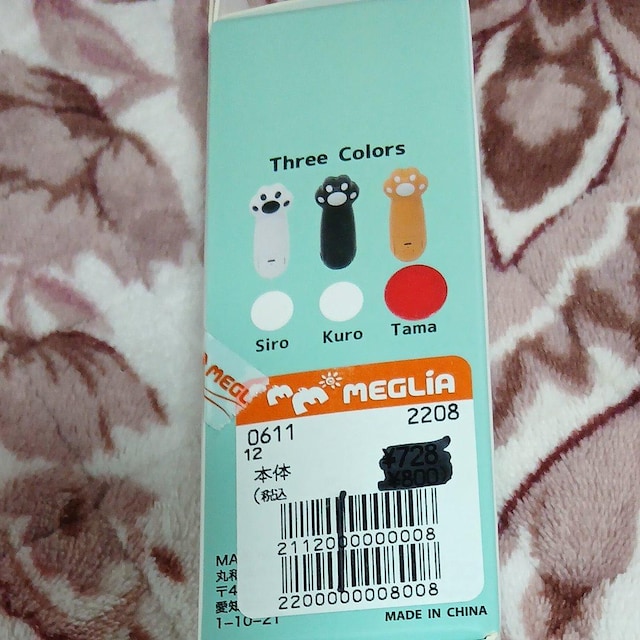 Three Colors
Siro
Kuro
Tama
MEGLiA
2208
0611
12
本体
¥728
(税込
¥800)
2112000000008
2200000008008
MA
丸和
〒4
愛知
1-10-21
MADE IN CHINA